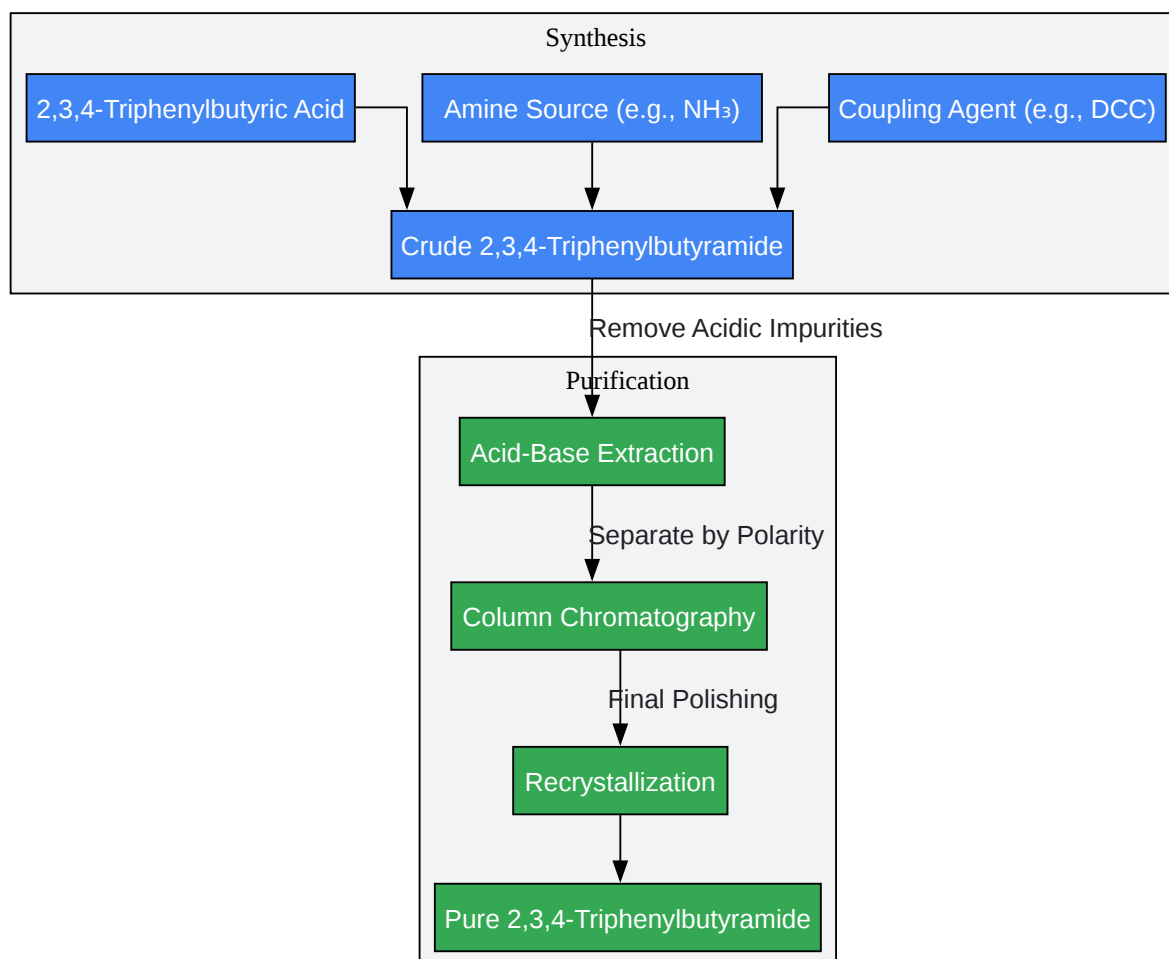 Synthesis
2,3,4-Triphenylbutyric Acid
Amine Source (e.g., NH₃)
Coupling Agent (e.g., DCC)
Crude 2,3,4-Triphenylbutyramide
Remove Acidic Impurities
Purification
Acid-Base Extraction
Separate by Polarity
Column Chromatography
Final Polishing
Recrystallization
Pure 2,3,4-Triphenylbutyramide